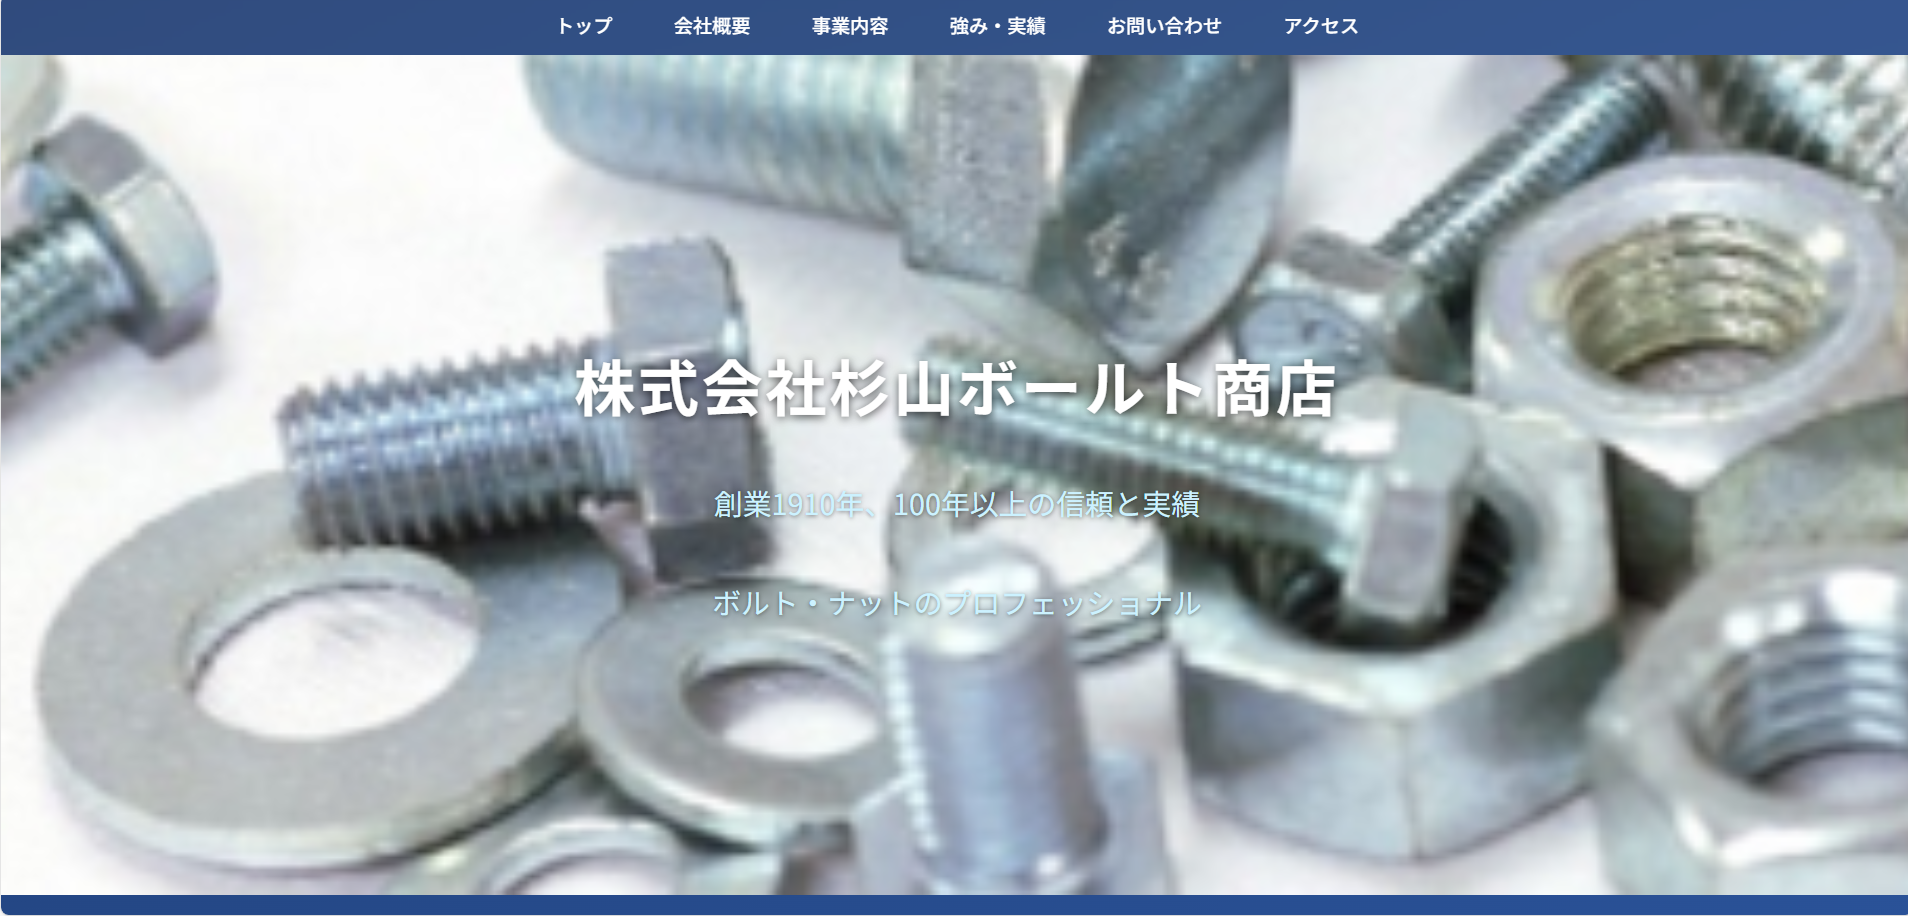 トップ 会社概要 事業内容 強み・実績 お問い合わせ アクセス
株式会社杉山ボールト商店
創業1910年、100年以上の信頼と実績
ボルト・ナットのプロフェッショナル